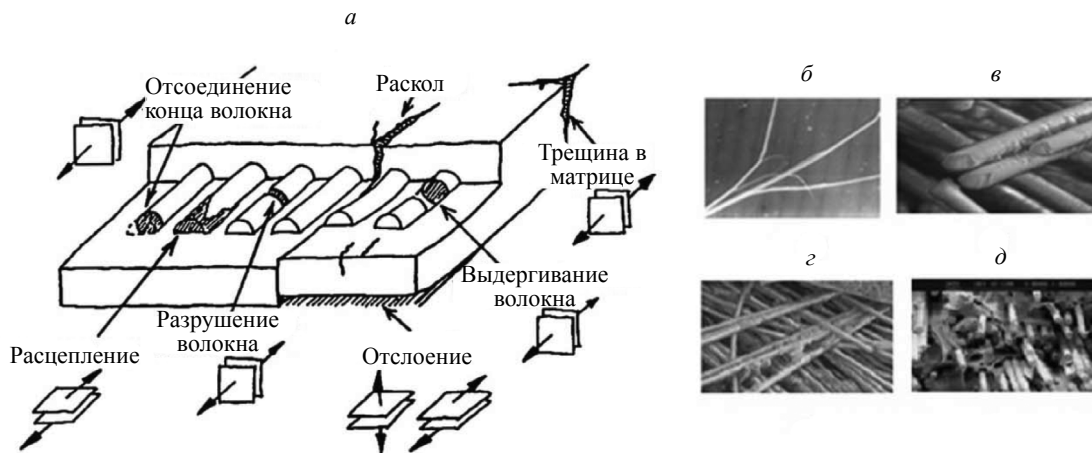 а
Отсоединение
конца волокна
Раскол
Трещина в
матрице
Выдергивание
волокна
Разрушение
волокна
Расцепление
Отслоение
б
в
г
д